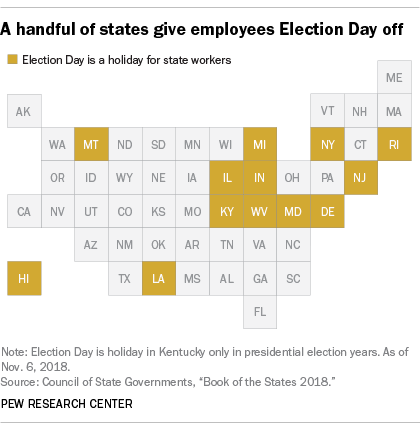 A handful of states give employees Election Day off
Election Day is a holiday for state workers
ME
AK VT NH MA
WA MT ND SD MN WI MI NY CT RI
OR ID WY NE IA IL IN OH PA NJ
CA NV UT CO KS MO KY WV MD DE
AZ NM OK AR TN VA NC
HI TX LA MS AL GA SC
FL
Note: Election Day is holiday in Kentucky only in presidential election years. As of
Nov. 6, 2018.
Source: Council of State Governments, “Book of the States 2018.”
PEW RESEARCH CENTER